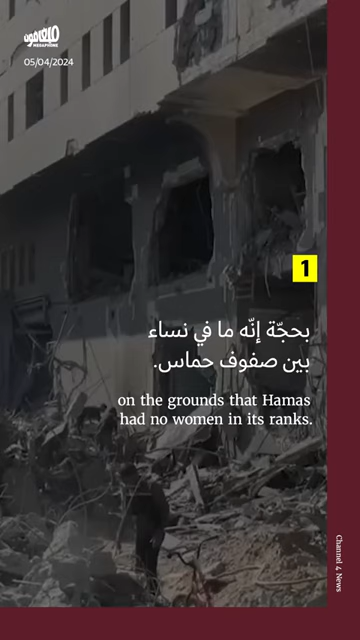 ميغافون
MEGAPHONE
05/04/2024
1
بحجّة إنّه ما في نساء
بين صفوف حماس.
on the grounds that Hamas
had no women in its ranks.
Channel 4 News